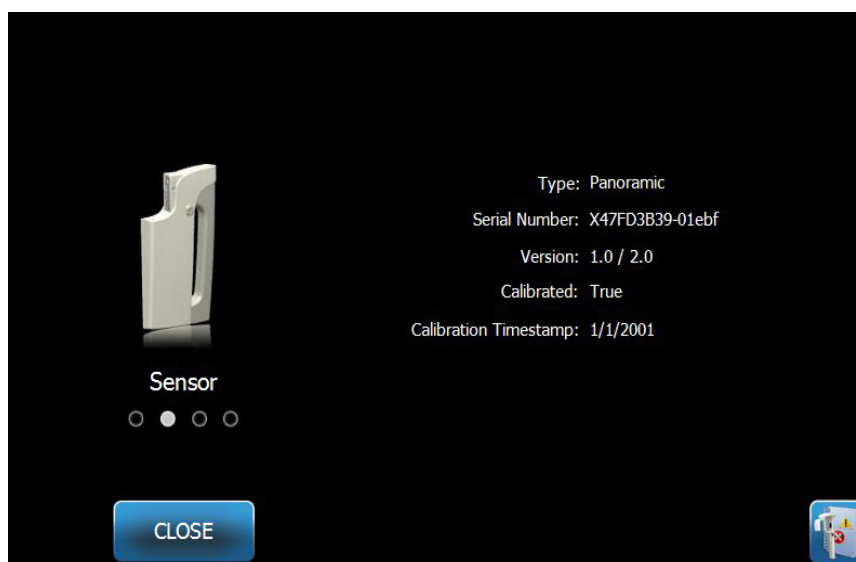 Type: Panoramic
Serial Number: X47FD3B39-01ebf
Version: 1.0 / 2.0
Calibrated: True
Calibration Timestamp: 1/1/2001
Sensor
CLOSE